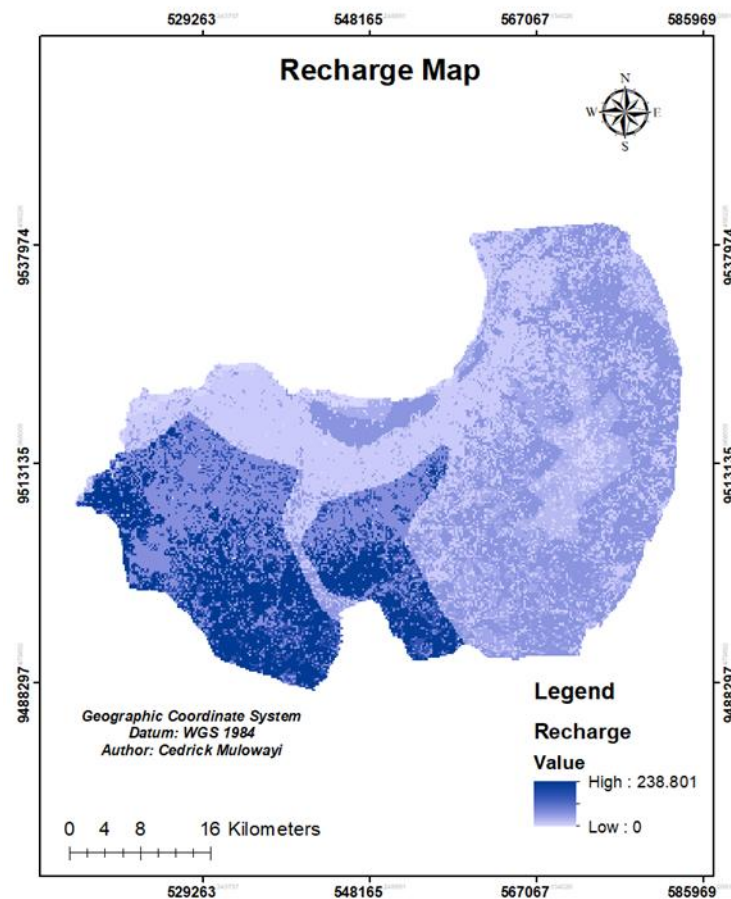 529263 548165 567067 585969
Recharge Map
N
W E
S
9537974 9537974
9513135 9513135
9488297 9488297
Legend
Recharge
Value
High : 238.801
Low : 0
Geographic Coordinate System
Datum: WGS 1984
Author: Cedrick Mulowayi
0 4 8 16 Kilometers
529263 548165 567067 585969